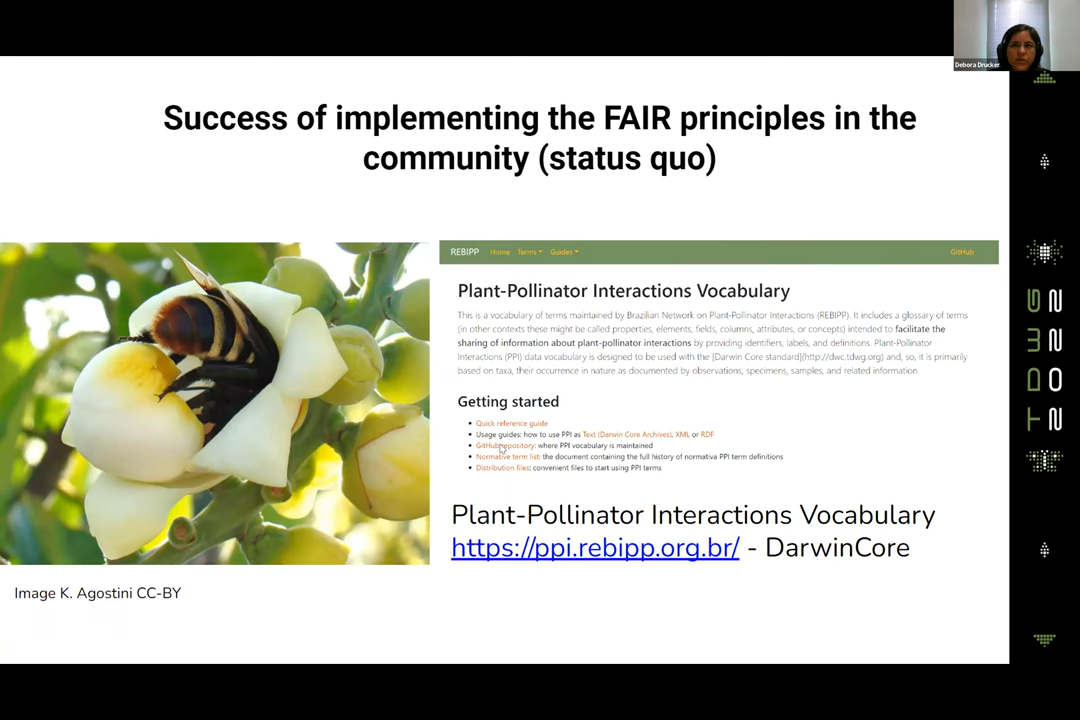 Debora Drucker
Success of implementing the FAIR principles in the
community (status quo)
REBIPP Home Terms Guides GitHub
Plant-Pollinator Interactions Vocabulary
This is a vocabulary of terms maintained by Brazilian Network on Plant-Pollinator Interactions (REBIPP). It includes a glossary of terms
(in other contexts these might be called properties, elements, fields, columns, attributes, or concepts) intended to facilitate the
sharing of information about plant-pollinator interactions by providing identifiers, labels, and definitions. Plant-Pollinator
Interactions (PPI) data vocabulary is designed to be used with the [Darwin Core standard](http://dwc.tdwg.org) and, so, it is primarily
based on taxa, their occurrence in nature as documented by observations, specimens, samples, and related information.
Getting started
Quick reference guide
Usage guides: how to use PPI as Text (Darwin Core Archives), XML or RDF
GitHub repository: where PPI vocabulary is maintained
Normative term list: the document containing the full history of normativa PPI term definitions
Distribution files: convenient files to start using PPI terms
Plant-Pollinator Interactions Vocabulary
https://ppi.rebipp.org.br/ - DarwinCore
Image K. Agostini CC-BY
TDWG
2022